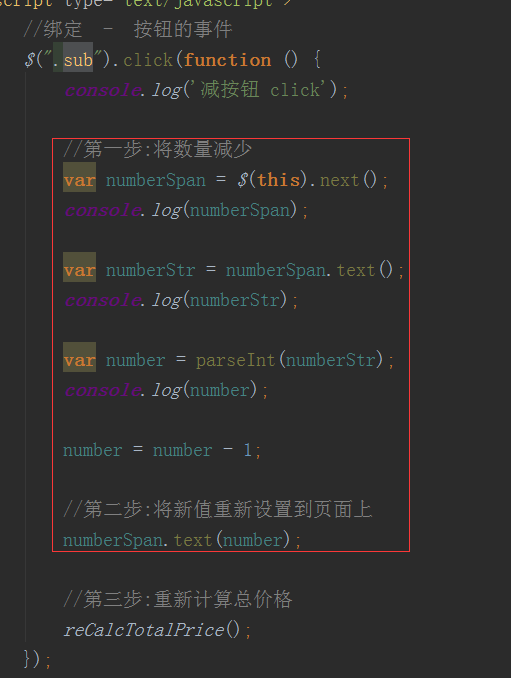 script type="text/javascript">
//绑定 - 按钮的事件
$(".sub").click(function () {
console.log('减按钮 click');
//第一步:将数量减少
var numberSpan = $(this).next();
console.log(numberSpan);
var numberStr = numberSpan.text();
console.log(numberStr);
var number = parseInt(numberStr);
console.log(number);
number = number - 1;
//第二步:将新值重新设置到页面上
numberSpan.text(number);
//第三步:重新计算总价格
reCalcTotalPrice();
});